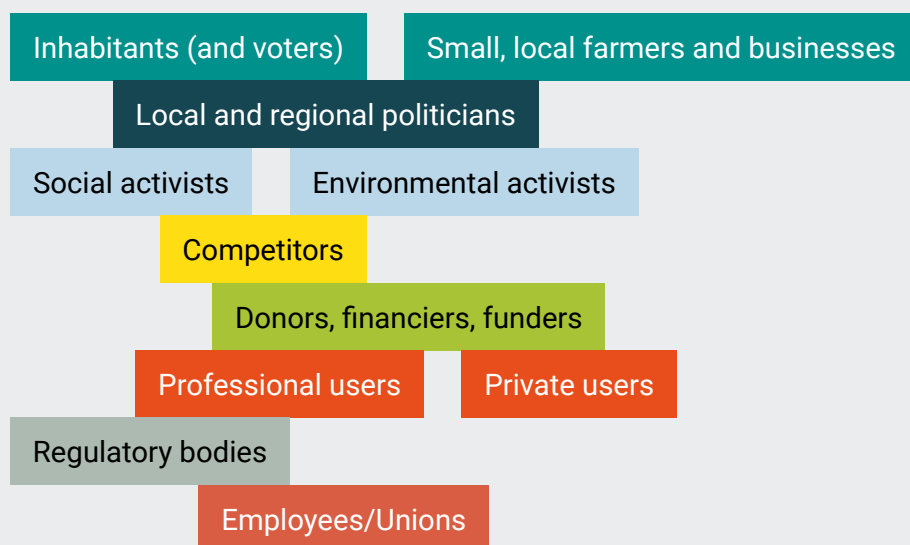 Inhabitants (and voters)
Small, local farmers and businesses
Local and regional politicians
Social activists
Environmental activists
Competitors
Donors, financiers, funders
Professional users
Private users
Regulatory bodies
Employees/Unions